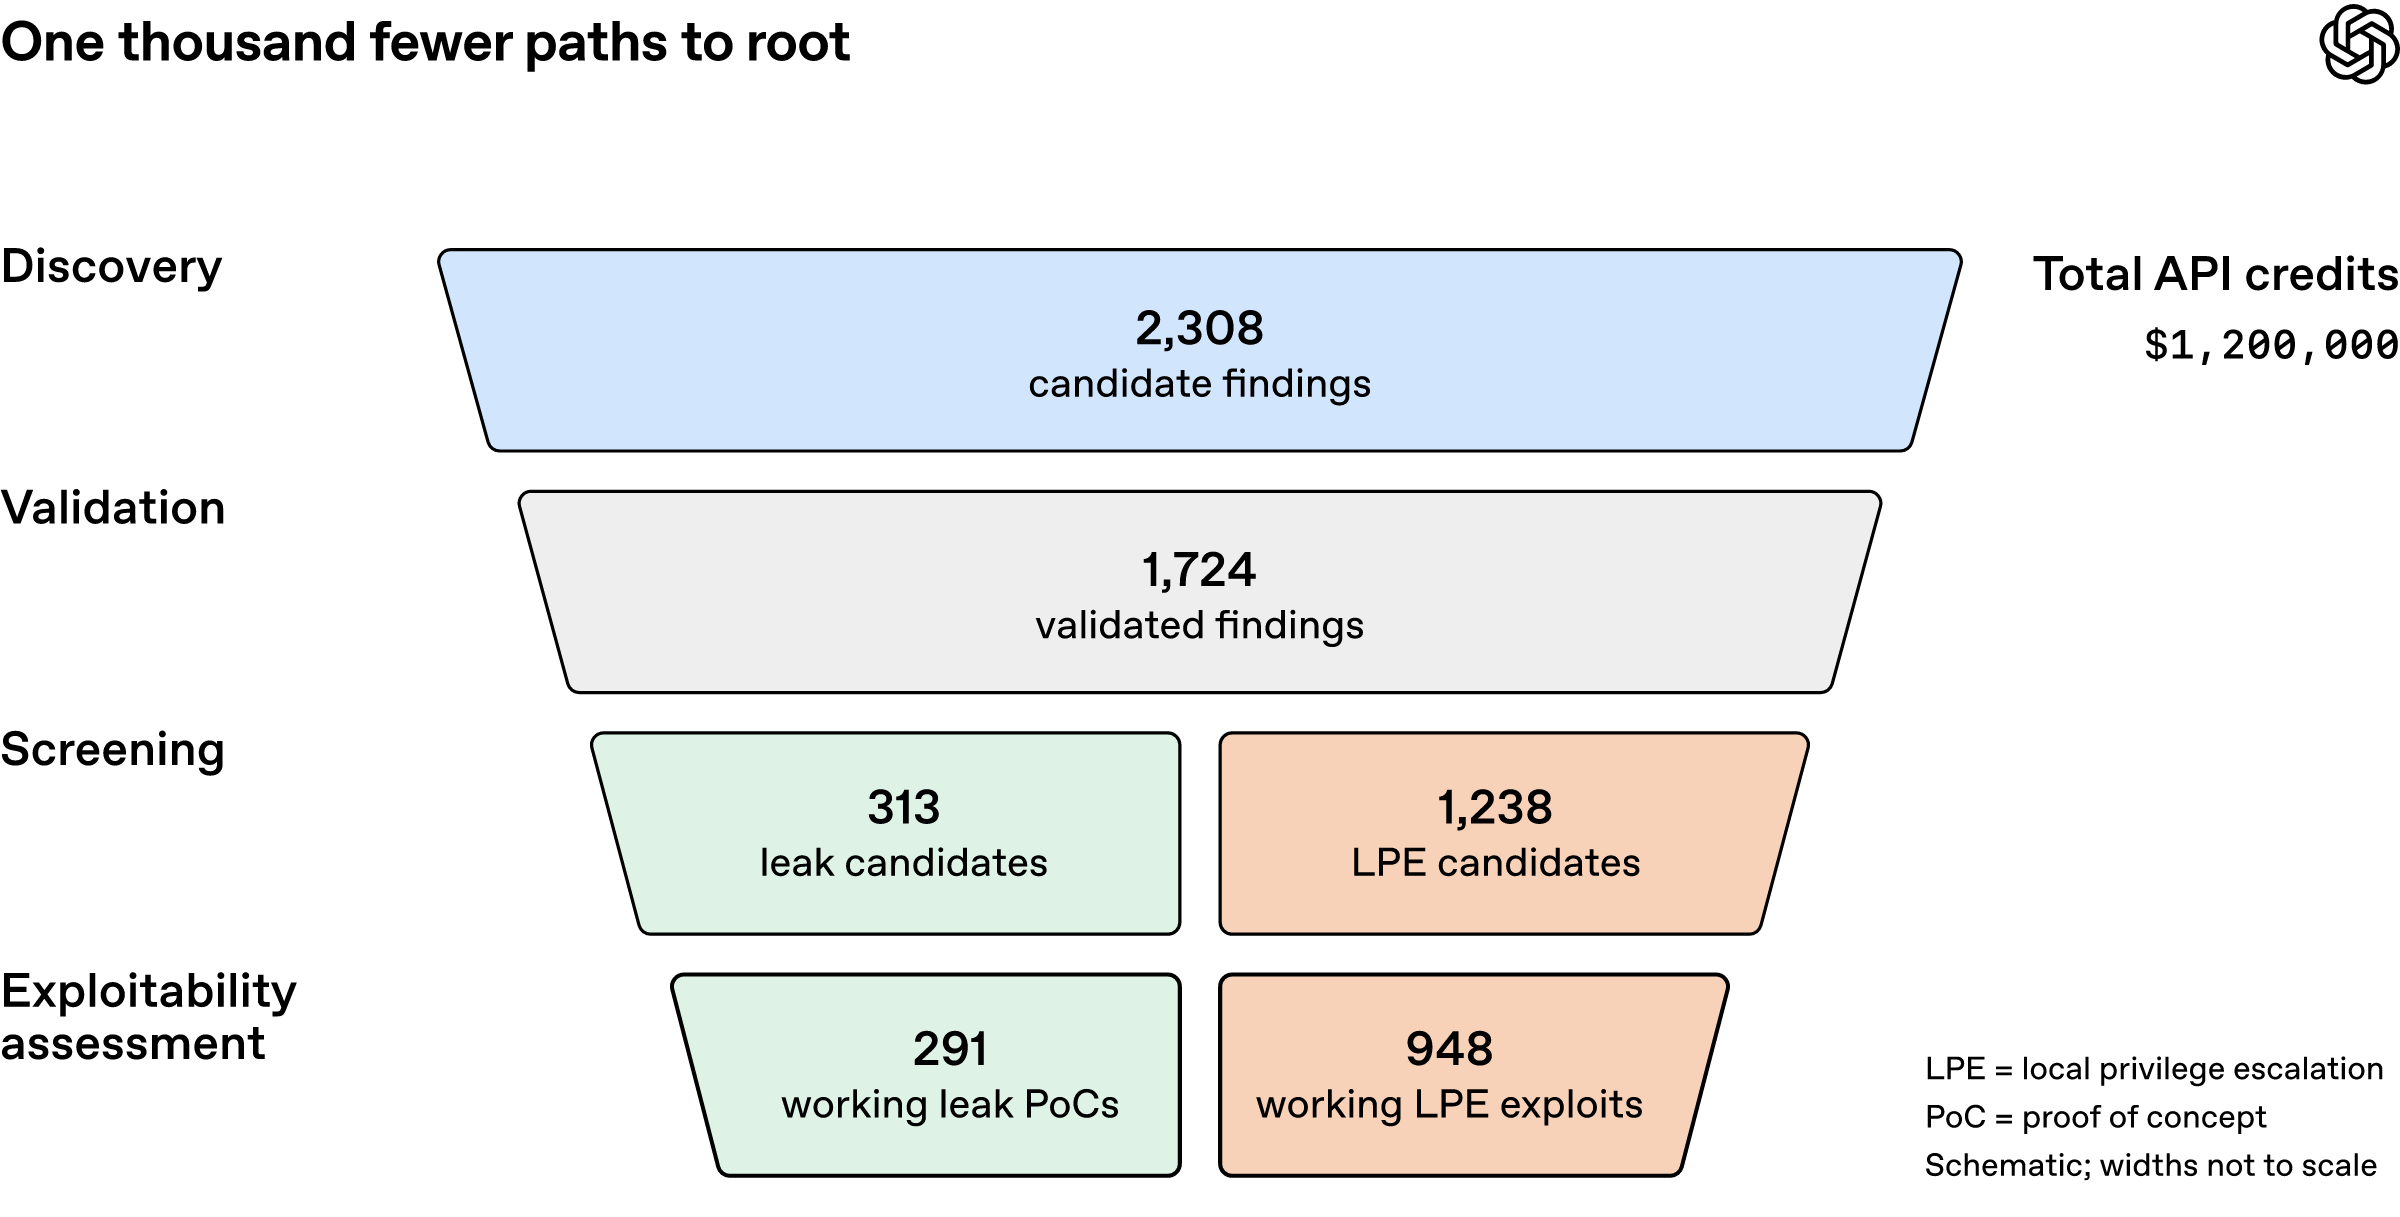 One thousand fewer paths to root
Discovery
2,308
candidate findings
Total API credits
$1,200,000
Validation
1,724
validated findings
Screening
313
leak candidates
1,238
LPE candidates
Exploitability
assessment
291
working leak PoCs
948
working LPE exploits
LPE = local privilege escalation
PoC = proof of concept
Schematic; widths not to scale